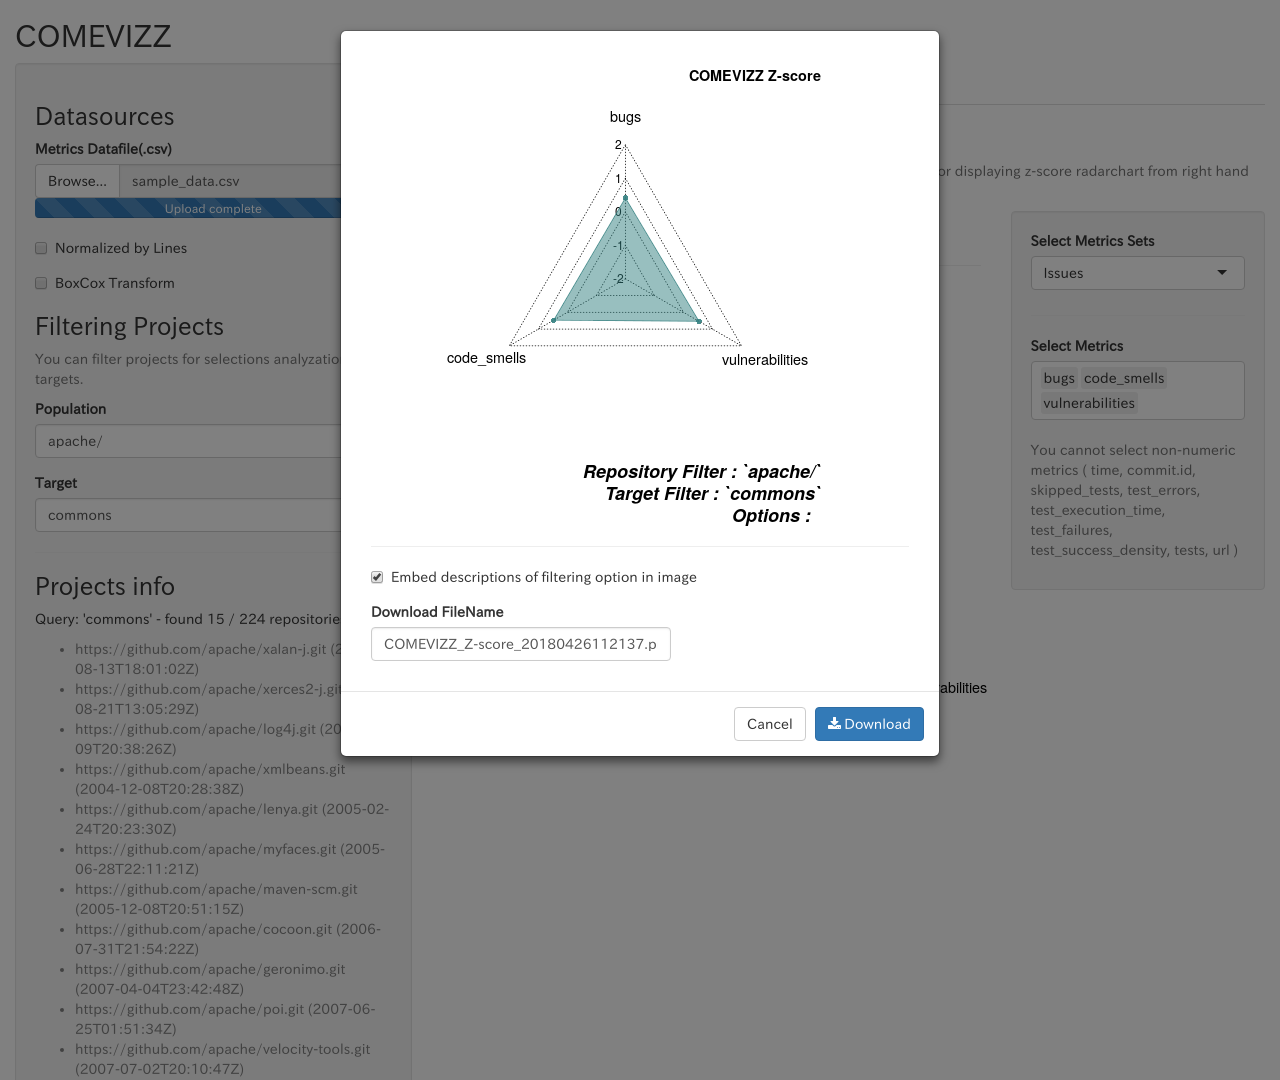 COMEVIZZ
Datasources
Metrics Datafile(.csv)
Browse...
sample_data.csv
Upload complete
Normalized by Lines
BoxCox Transform
Filtering Projects
You can filter projects for selections analyzatio
targets.
Population
apache/
Target
commons
Projects info
Query: 'commons' - found 15 / 224 repositorie
https://github.com/apache/xalan-j.git (2
08-13T18:01:02Z)
https://github.com/apache/xerces2-j.git
08-21T13:05:29Z)
https://github.com/apache/log4j.git (20
09T20:38:26Z)
https://github.com/apache/xmlbeans.git
(2004-12-08T20:28:38Z)
https://github.com/apache/lenya.git (2005-02-
24T20:23:30Z)
https://github.com/apache/myfaces.git (2005-
06-28T22:11:21Z)
https://github.com/apache/maven-scm.git
(2005-12-08T20:51:15Z)
https://github.com/apache/cocoon.git (2006-
07-31T21:54:22Z)
https://github.com/apache/geronimo.git
(2007-04-04T23:42:48Z)
https://github.com/apache/poi.git (2007-06-
25T01:51:34Z)
https://github.com/apache/velocity-tools.git
(2007-07-02T20:10:47Z)
COMEVIZZ Z-score
bugs
2
1
0
-1
-2
code_smells
vulnerabilities
Repository Filter : `apache/`
Target Filter : `commons`
Options :
Embed descriptions of filtering option in image
Download FileName
COMEVIZZ_Z-score_20180426112137.p
Cancel
Download
or displaying z-score radarchart from right hand
Select Metrics Sets
Issues
Select Metrics
bugs code_smells
vulnerabilities
You cannot select non-numeric
metrics ( time, commit.id,
skipped_tests, test_errors,
test_execution_time,
test_failures,
test_success_density, tests, url )
abilities